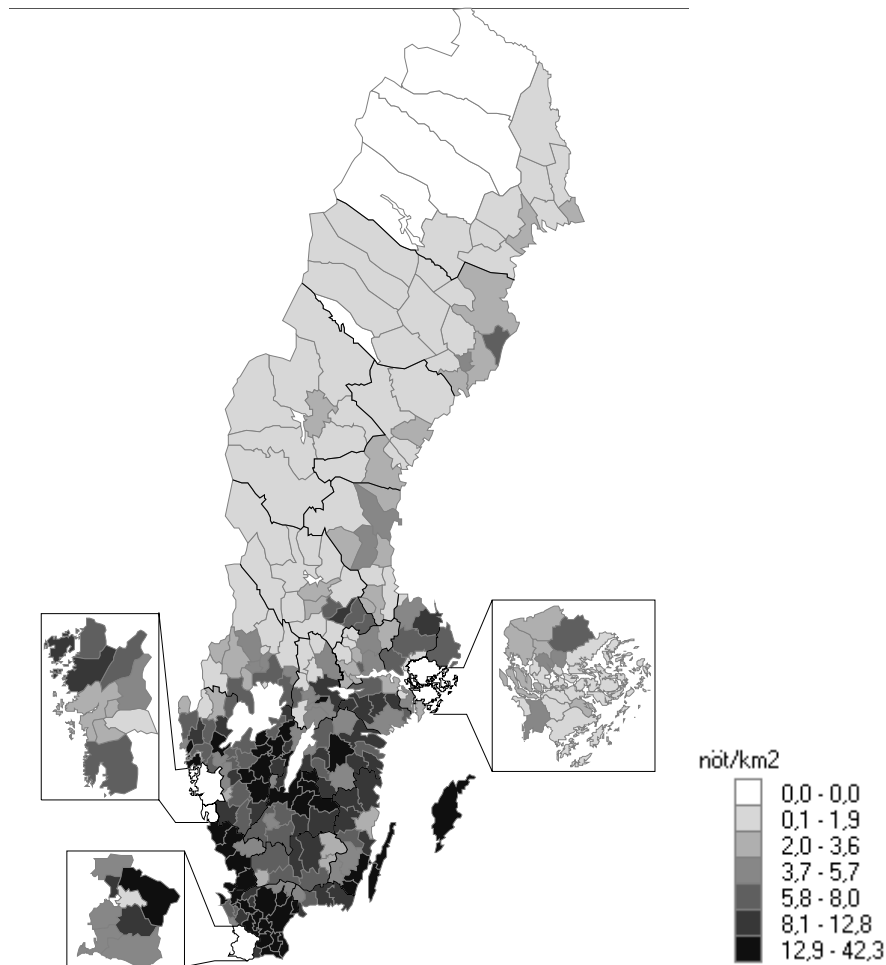 nöt/km2
0,0 - 0,0
0,1 - 1,9
2,0 - 3,6
3,7 - 5,7
5,8 - 8,0
8,1 - 12,8
12,9 - 42,3